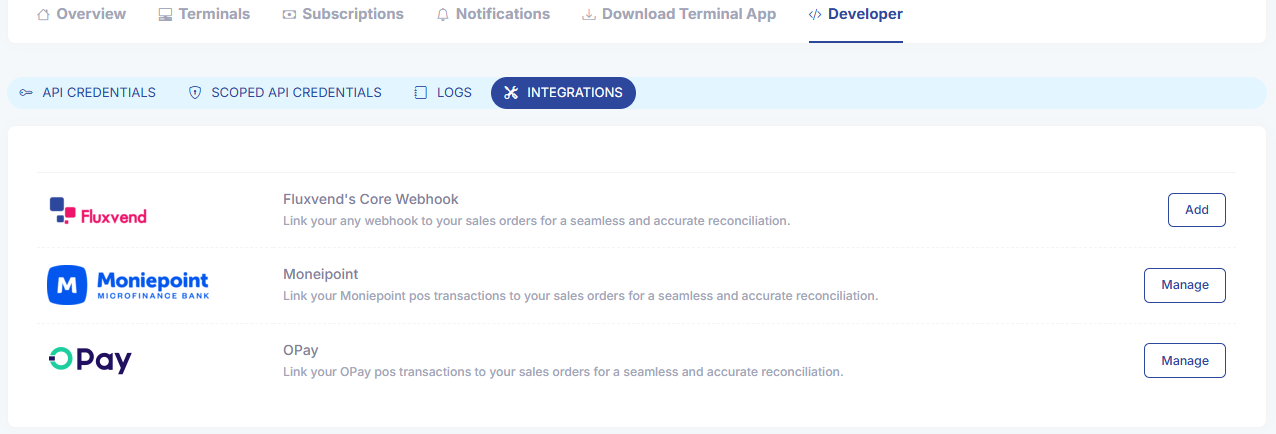 Overview Terminals Subscriptions Notifications Download Terminal App Developer
API CREDENTIALS SCOPED API CREDENTIALS LOGS INTEGRATIONS
Fluxvend
Fluxvend's Core Webhook
Link your any webhook to your sales orders for a seamless and accurate reconciliation.
Add
M Moniepoint
MICROFINANCE BANK
Moneipoint
Link your Moniepoint pos transactions to your sales orders for a seamless and accurate reconciliation.
Manage
OPay
OPay
Link your OPay pos transactions to your sales orders for a seamless and accurate reconciliation.
Manage